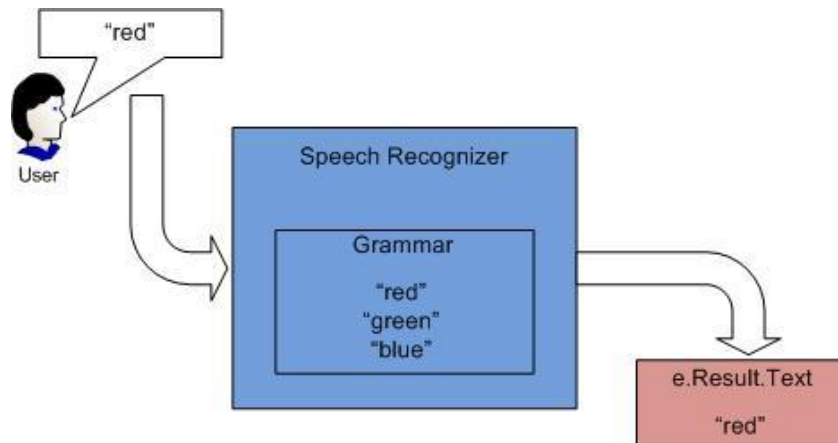 “red”
User
Speech Recognizer
Grammar
“red”
“green”
“blue”
e.Result.Text
“red”